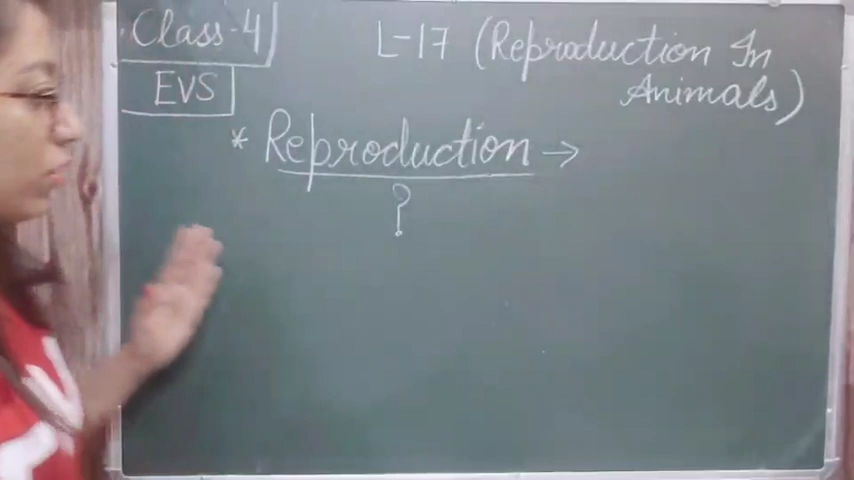 Class-4
L-17 (Reproduction In
Animals)
EVS
* Reproduction →
?